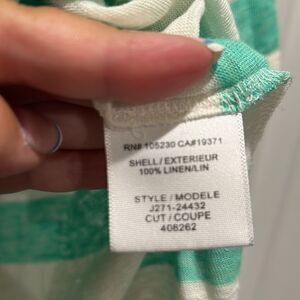 RN# 105230 CA#19371
SHELL / EXTERIEUR
100% LINEN/LIN
STYLE / MODELE
J271-24432
CUT / COUPE
408262